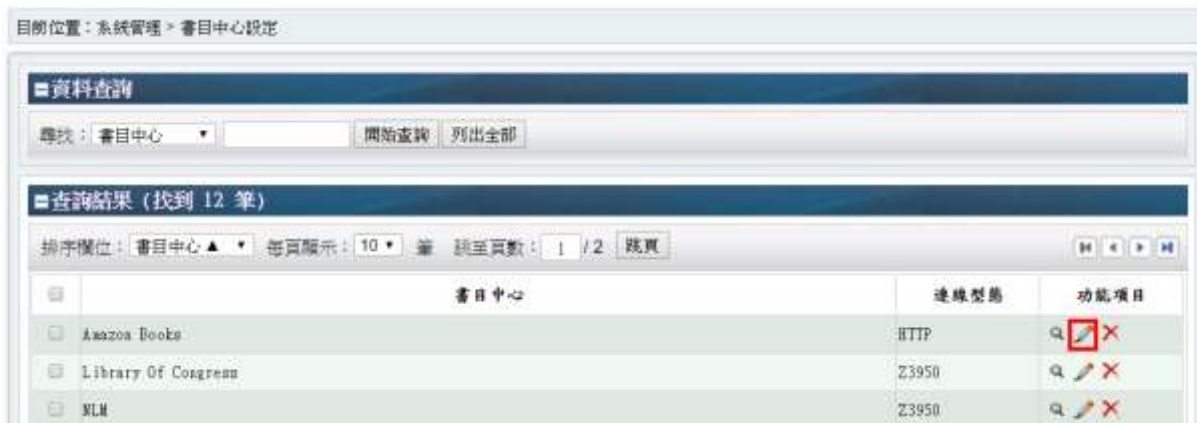 目前位置：系統管理 > 書目中心設定
資料查詢
尋找：書目中心 開始查詢 列出全部
查詢結果 (找到 12 筆)
排序欄位：書目中心▲ 每頁顯示：10 筆 跳至頁數：1 /2 跳頁
書目中心 連線型態 功能項目
Amazon Books HTTP
Library Of Congress Z3950
NLM Z3950